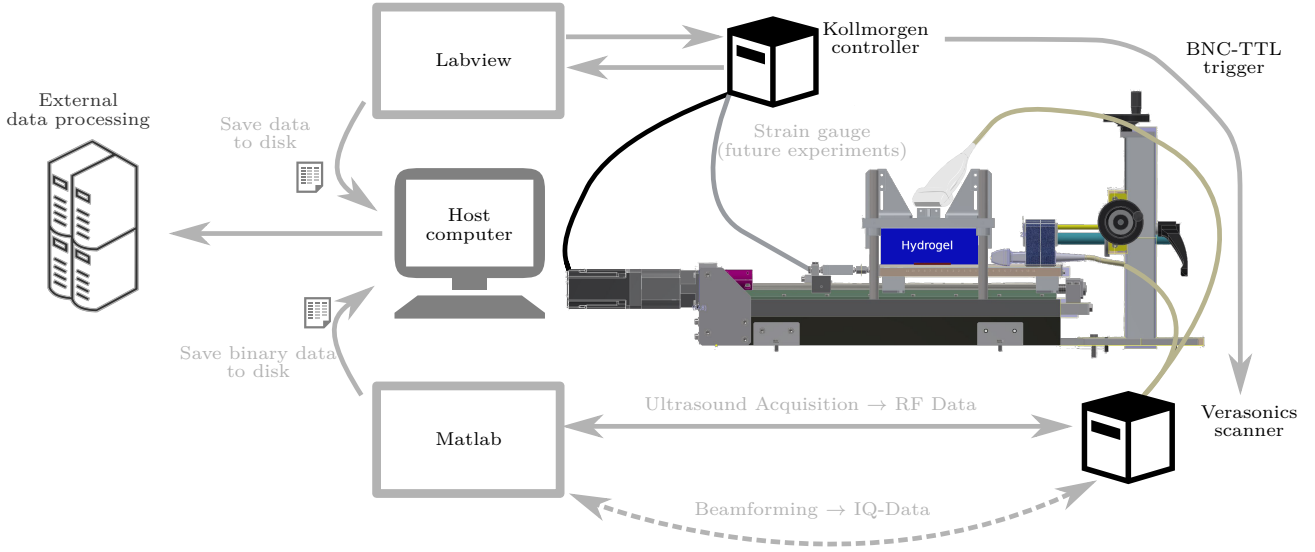 Labview
Kollmorgen
controller
BNC-TTL
trigger
External
data processing
Save data
to disk
Strain gauge
(future experiments)
Host
computer
Hydrogel
Save binary data
to disk
Ultrasound Acquisition → RF Data
Verasonics
scanner
Matlab
Beamforming → IQ-Data